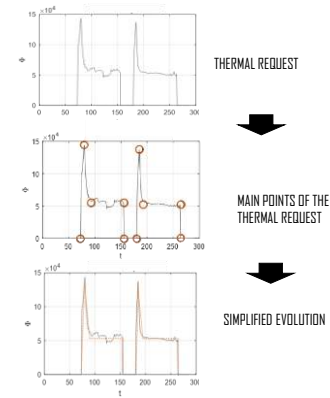 ×10⁴
15
10
Φ
5
0
0 50 100 150 200 250 300
t
THERMAL REQUEST
×10⁴
15
10
Φ
5
0
0 50 100 150 200 250 300
t
MAIN POINTS OF THE
THERMAL REQUEST
×10⁴
15
10
Φ
5
0
0 50 100 150 200 250 300
t
SIMPLIFIED EVOLUTION